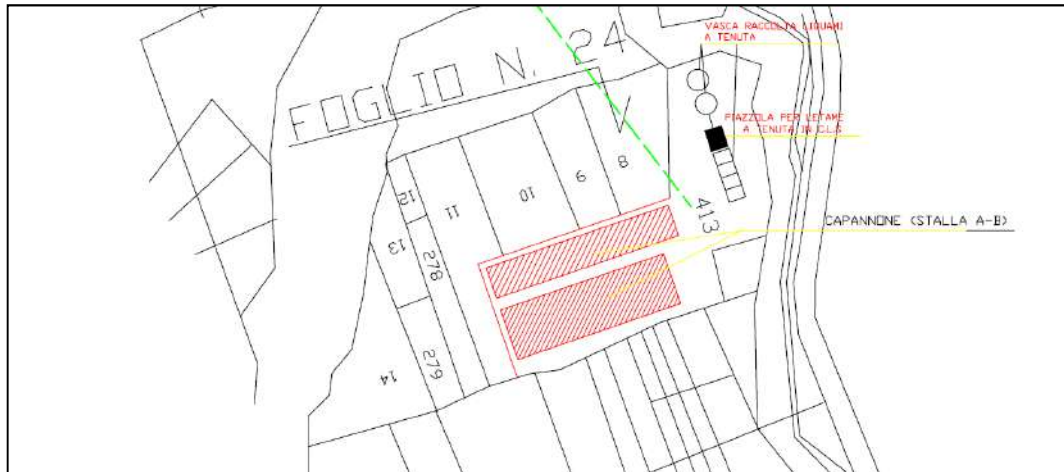 VASCA RACCOLTA LIQUAMI
A TENUTA
FOGLIO N. 24
PIAZZOLA PER LETAME
A TENUTA IN C.L.S
12
11
10
9
8
413
13
278
CAPANNONE (STALLA A-B)
14
279